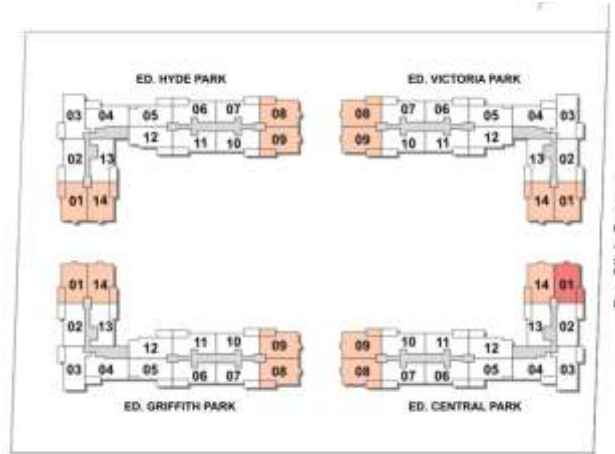 ED. HYDE PARK
ED. VICTORIA PARK
03 04 05 06 07 08
12 11 10 09
02 13
01 14
08 07 06 05 04 03
09 10 11 12
13 02
14 01
01 14
02 13
12 11 10 09
03 04 05 06 07 08
14 01
13 02
09 10 11 12
08 07 06 05 04 03
ED. GRIFFITH PARK
ED. CENTRAL PARK